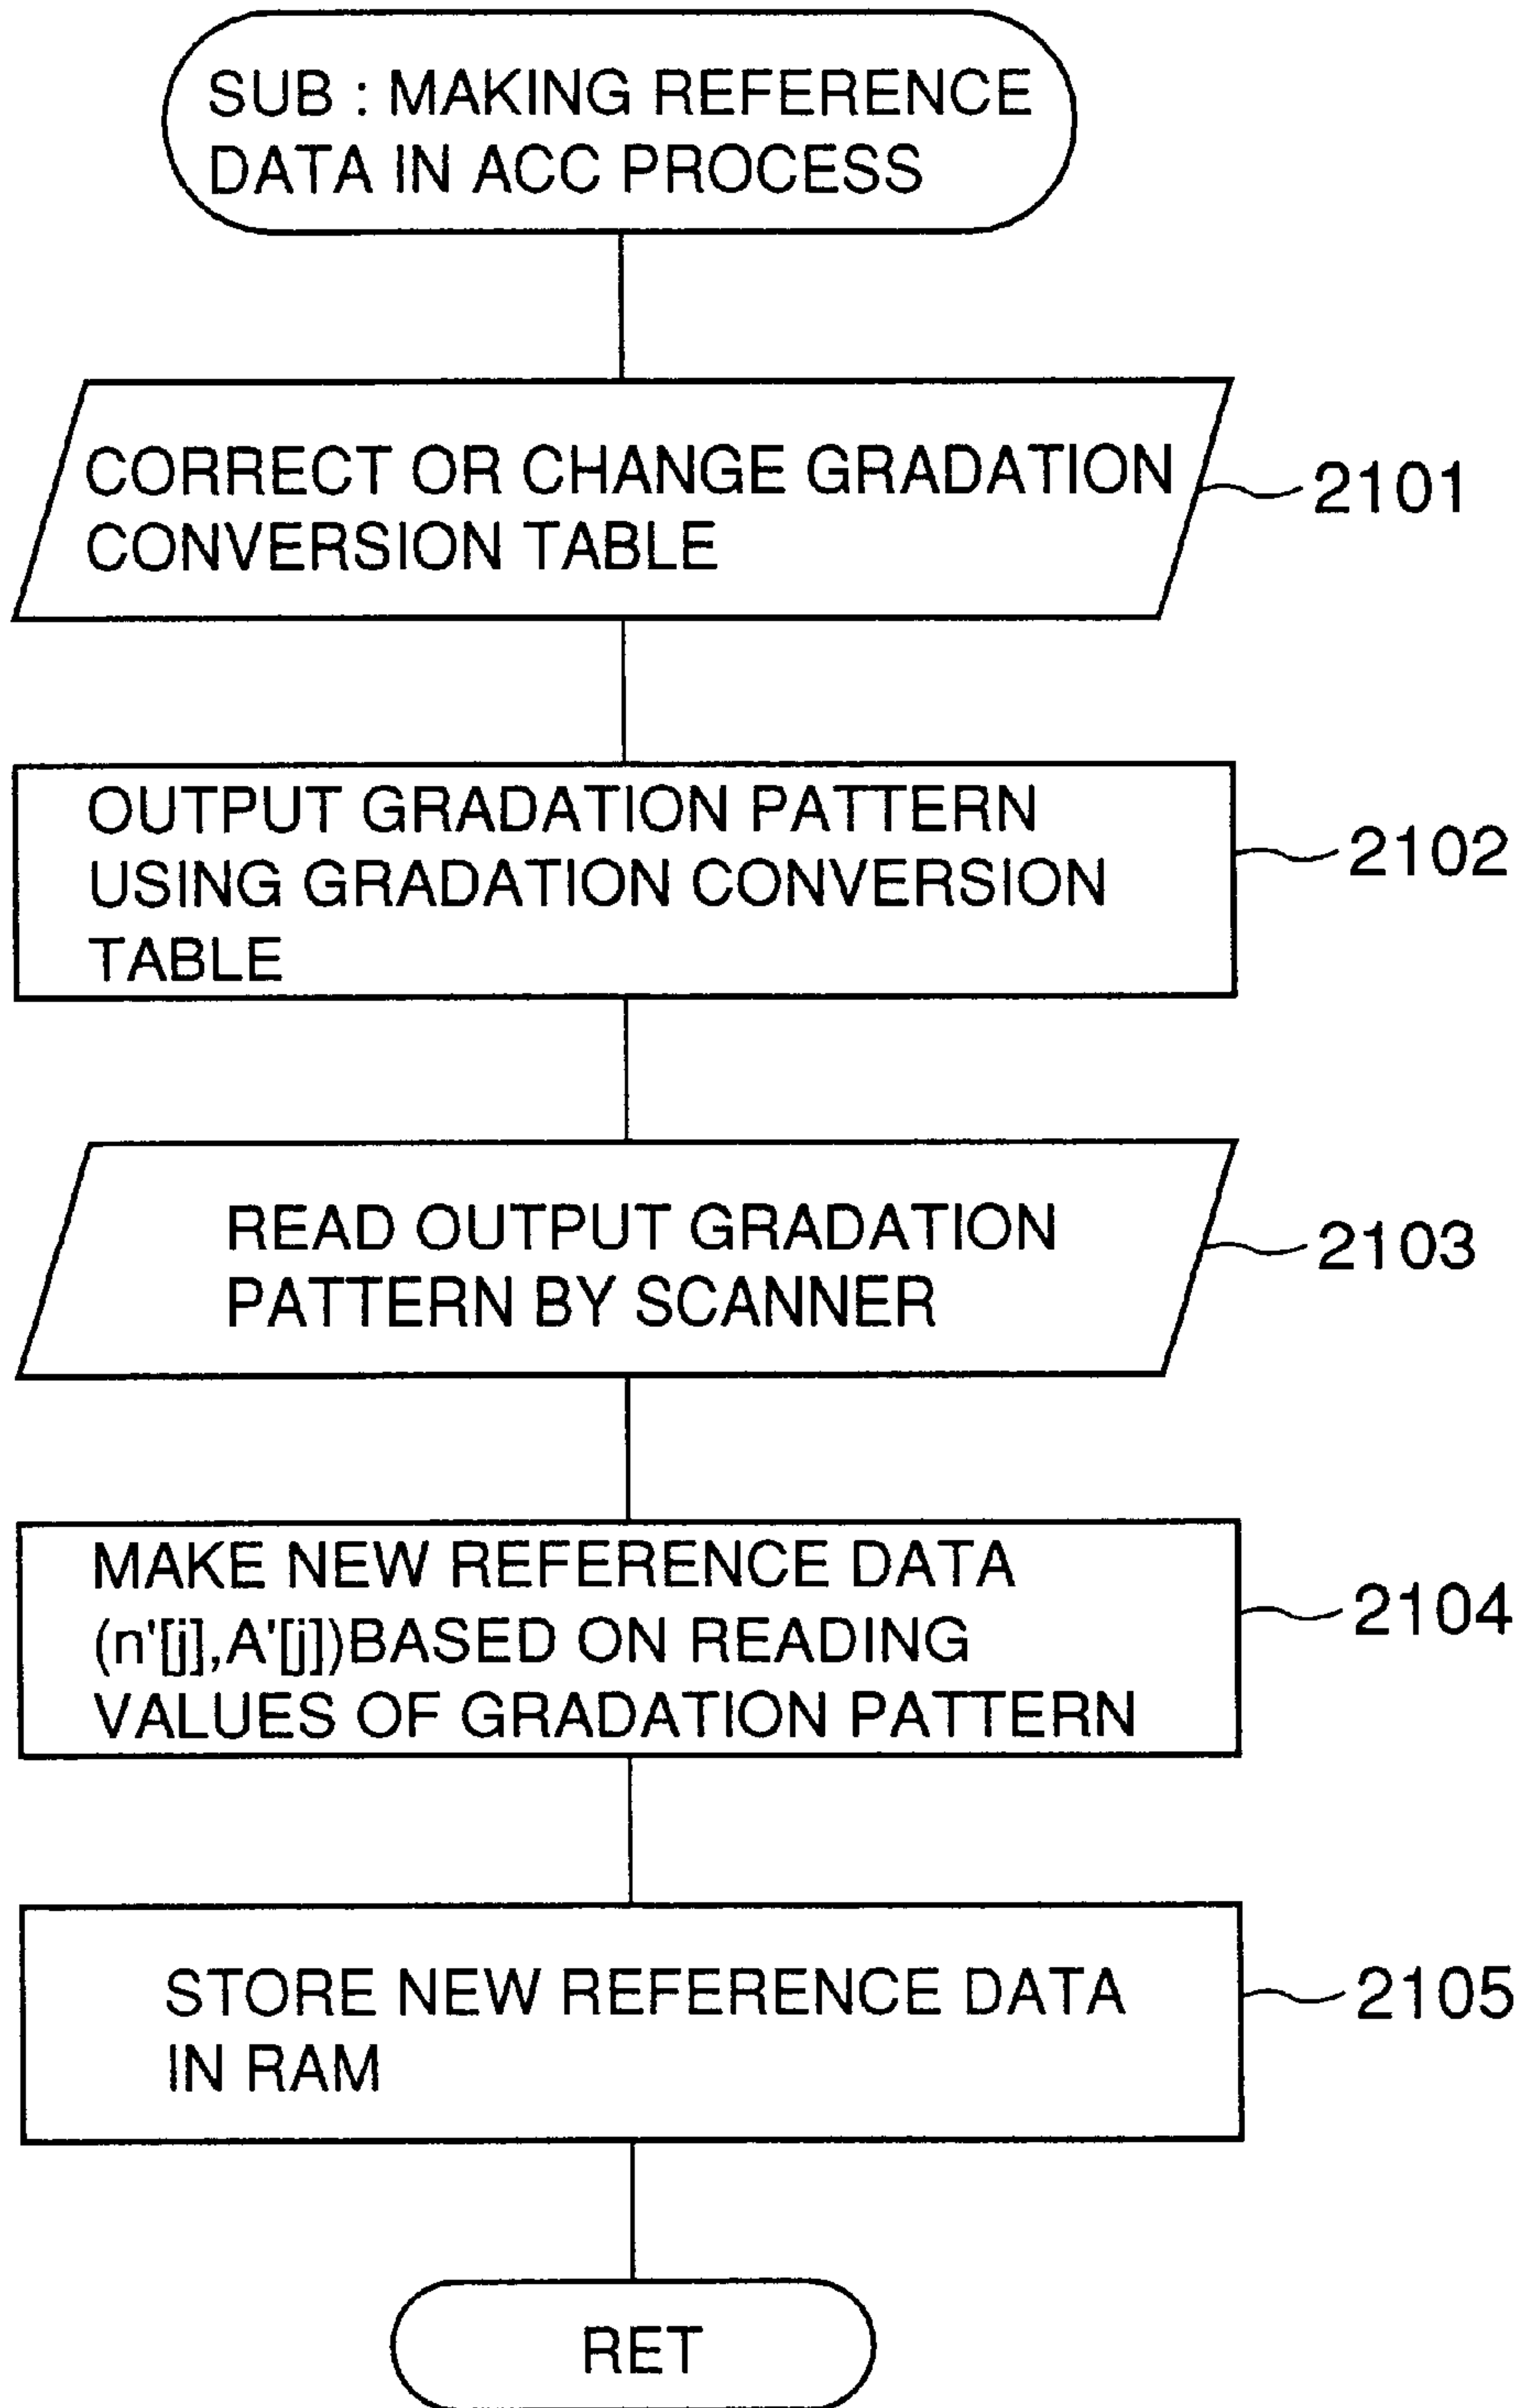 SUB : MAKING REFERENCE
DATA IN ACC PROCESS
CORRECT OR CHANGE GRADATION
CONVERSION TABLE
2101
OUTPUT GRADATION PATTERN
USING GRADATION CONVERSION
TABLE
2102
READ OUTPUT GRADATION
PATTERN BY SCANNER
2103
MAKE NEW REFERENCE DATA
(n'[j],A'[j])BASED ON READING
VALUES OF GRADATION PATTERN
2104
STORE NEW REFERENCE DATA
IN RAM
2105
RET